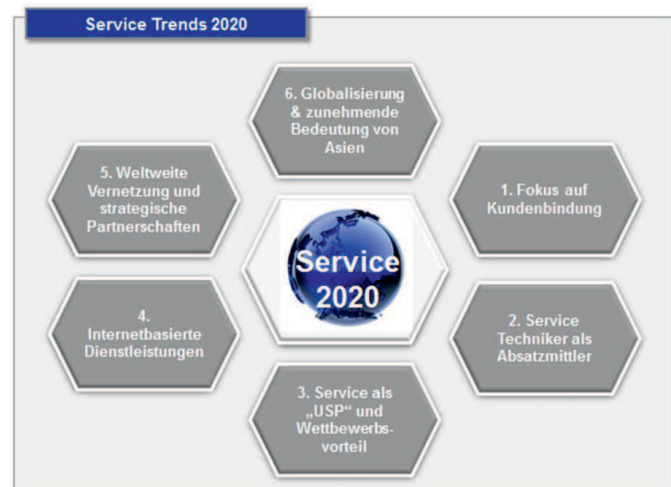 Service Trends 2020
6. Globalisierung
& zunehmende
Bedeutung von
Asien
1. Fokus auf
Kundenbindung
2. Service
Techniker als
Absatzmittler
3. Service als
„USP“ und
Wettbewerbs-
vorteil
4.
Internetbasierte
Dienstleistungen
5. Weltweite
Vernetzung und
strategische
Partnerschaften
Service
2020